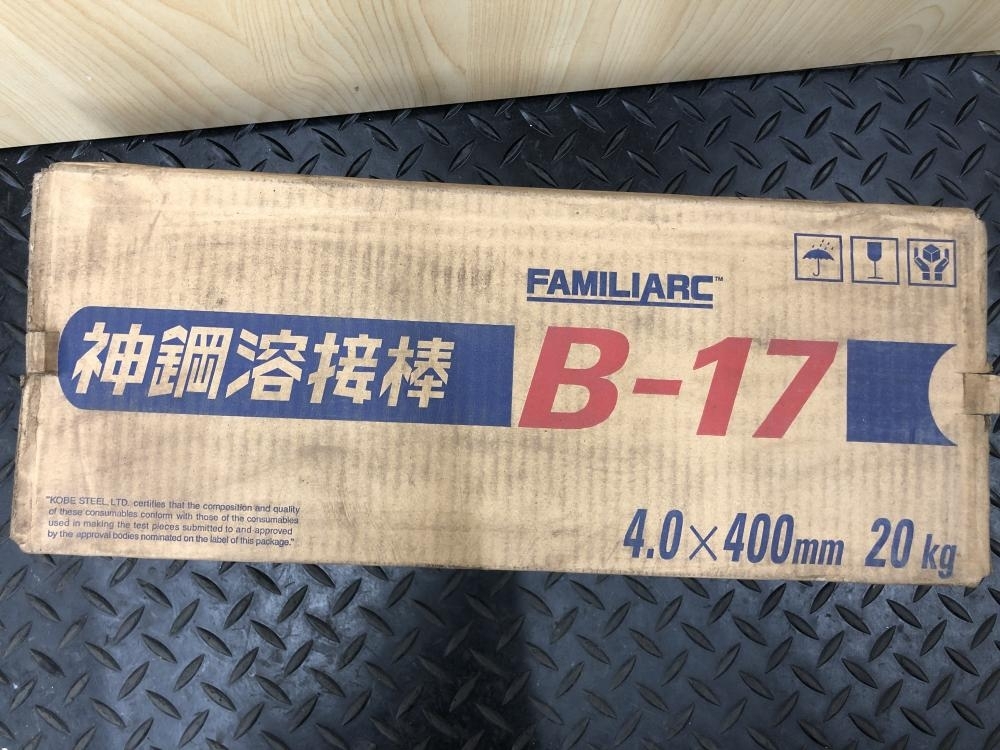 FAMILIARC™
神鋼溶接棒 B-17
"KOBE STEEL, LTD. certifies that the composition and quality
of these consumables conform with those of the consumables
used in making the test pieces submitted to and approved
by the approval bodies nominated on the label of this package."
4.0×400mm 20kg